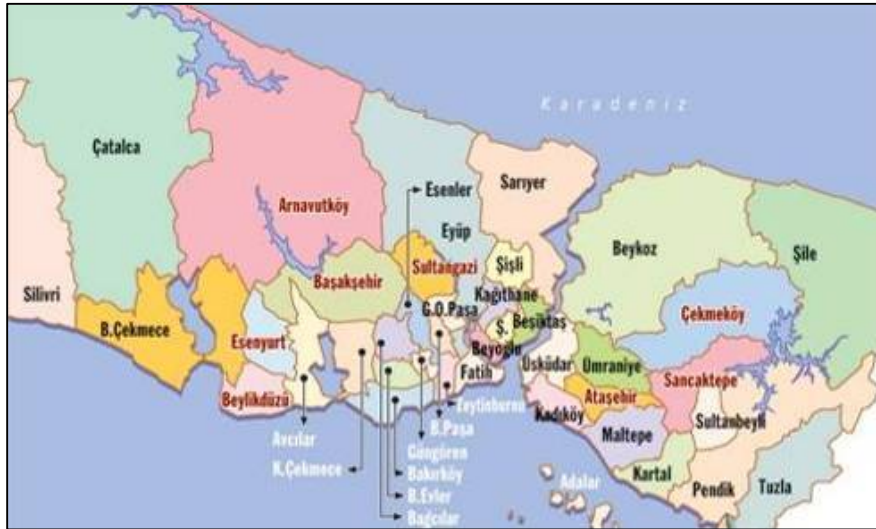 Karadeniz
Çatalca
Arnavutköy
Silivri
B.Çekmece
Esenyurt
Beylikdüzü
Başakşehir
Esenler
Eyüp
Sultangazi
G.O.Paşa
Sarıyer
Şişli
Kağıthane
Ş.
Beşiktaş
Beyoğlu
Fatih
Zeytinburnu
B.Paşa
Güngören
Bakırköy
B.Evler
Bağcılar
Avcılar
K.Çekmece
Beykoz
Şile
Çekmeköy
Üsküdar
Ümraniye
Ataşehir
Sancaktepe
Kadıköy
Sultanbeyli
Maltepe
Kartal
Pendik
Tuzla
Adalar